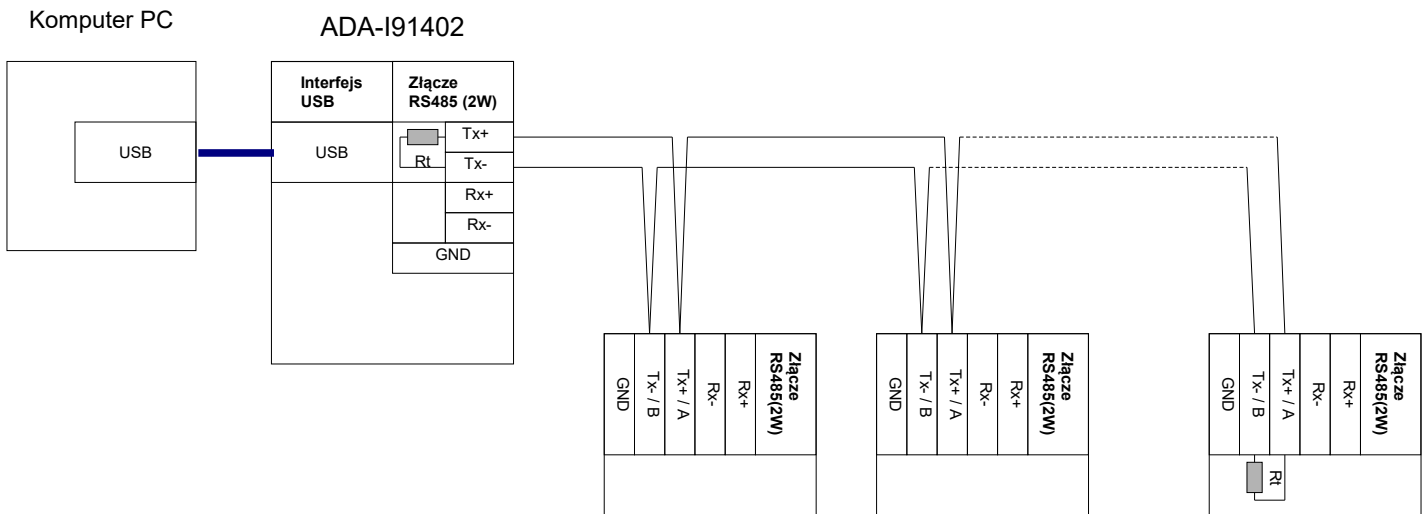 Komputer PC
ADA-I91402
Interfejs
USB
Złącze
RS485 (2W)
USB
USB
Rt
Tx+
Tx-
Rx+
Rx-
GND
GND
Tx- / B
Tx+ / A
Rx-
Rx+
Złącze
RS485(2W)
GND
Tx- / B
Tx+ / A
Rx-
Rx+
Złącze
RS485(2W)
GND
Tx- / B
Tx+ / A
Rx-
Rx+
Złącze
RS485(2W)
Rt